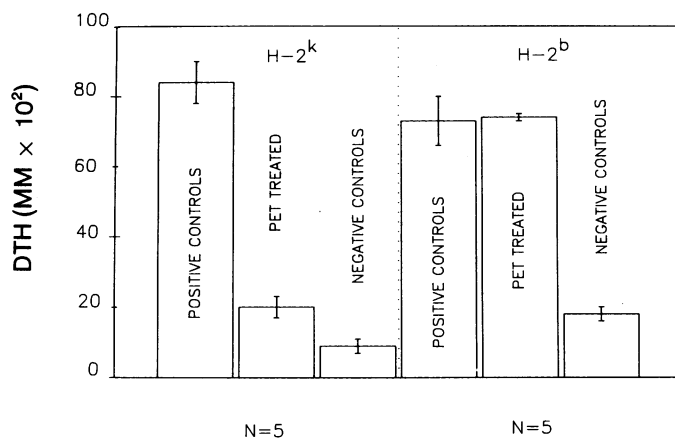 100
80
60
40
20
0
DTH (MM × 10²)
H-2ᵏ
H-2ᵇ
POSITIVE CONTROLS
PET TREATED
NEGATIVE CONTROLS
POSITIVE CONTROLS
PET TREATED
NEGATIVE CONTROLS
N=5
N=5